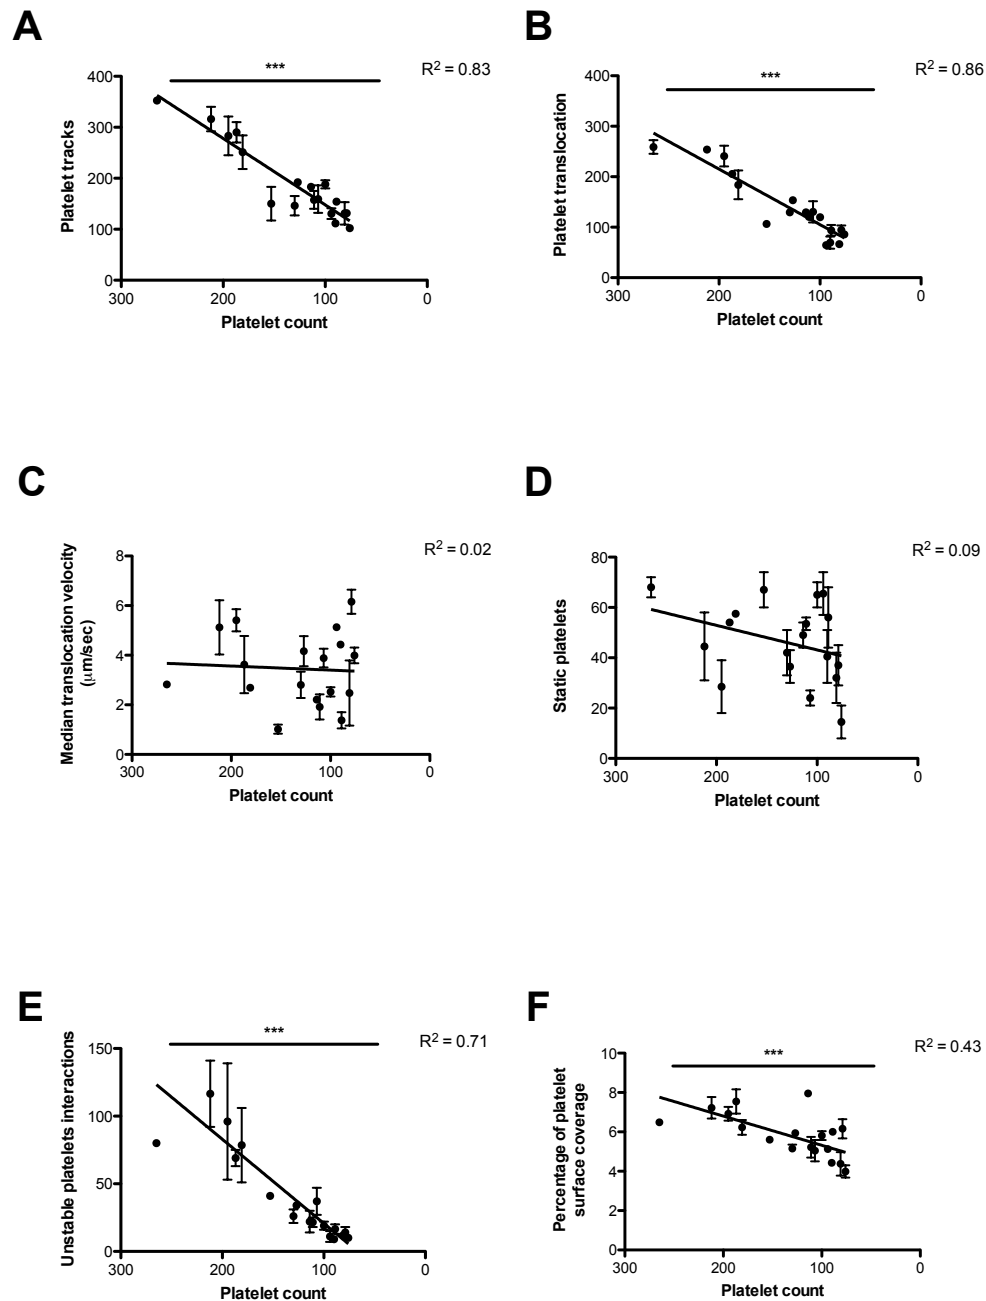 A
*** R² = 0.83
400
300
200
100
0
Platelet tracks
300 200 100 0
Platelet count
B
*** R² = 0.86
400
300
200
100
0
Platelet translocation
300 200 100 0
Platelet count
C
R² = 0.02
8
6
4
2
0
Median translocation velocity
(μm/sec)
300 200 100 0
Platelet count
D
R² = 0.09
80
60
40
20
0
Static platelets
300 200 100 0
Platelet count
E
*** R² = 0.71
150
100
50
0
Unstable platelets interactions
300 200 100 0
Platelet count
F
*** R² = 0.43
10
8
6
4
2
0
Percentage of platelet
surface coverage
300 200 100 0
Platelet count